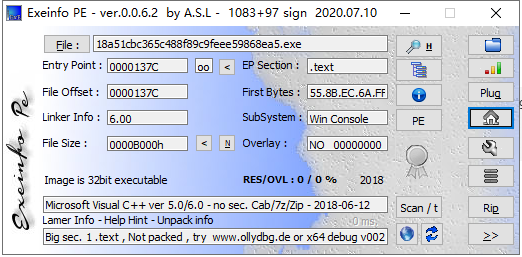 Exeinfo PE - ver.0.0.6.2 by A.S.L - 1083+97 sign 2020.07.10
File : 18a51cbc365c488f89c9feee59868ea5.exe H
Entry Point : 0000137C oo < EP Section : .text
File Offset : 0000137C First Bytes : 55.8B.EC.6A.FF Plug
Linker Info : 6.00 SubSystem : Win Console PE
File Size : 0000B000h < N Overlay : NO 00000000
Image is 32bit executable RES/OVL : 0 / 0 % 2018
Exeinfo Pe
Microsoft Visual C++ ver 5.0/6.0 - no sec. Cab/7z/Zip - 2018-06-12 Scan / t Rip
Lamer Info - Help Hint - Unpack info 0 ms.
Big sec. 1 .text , Not packed , try www.ollydbg.de or x64 debug v002 >>